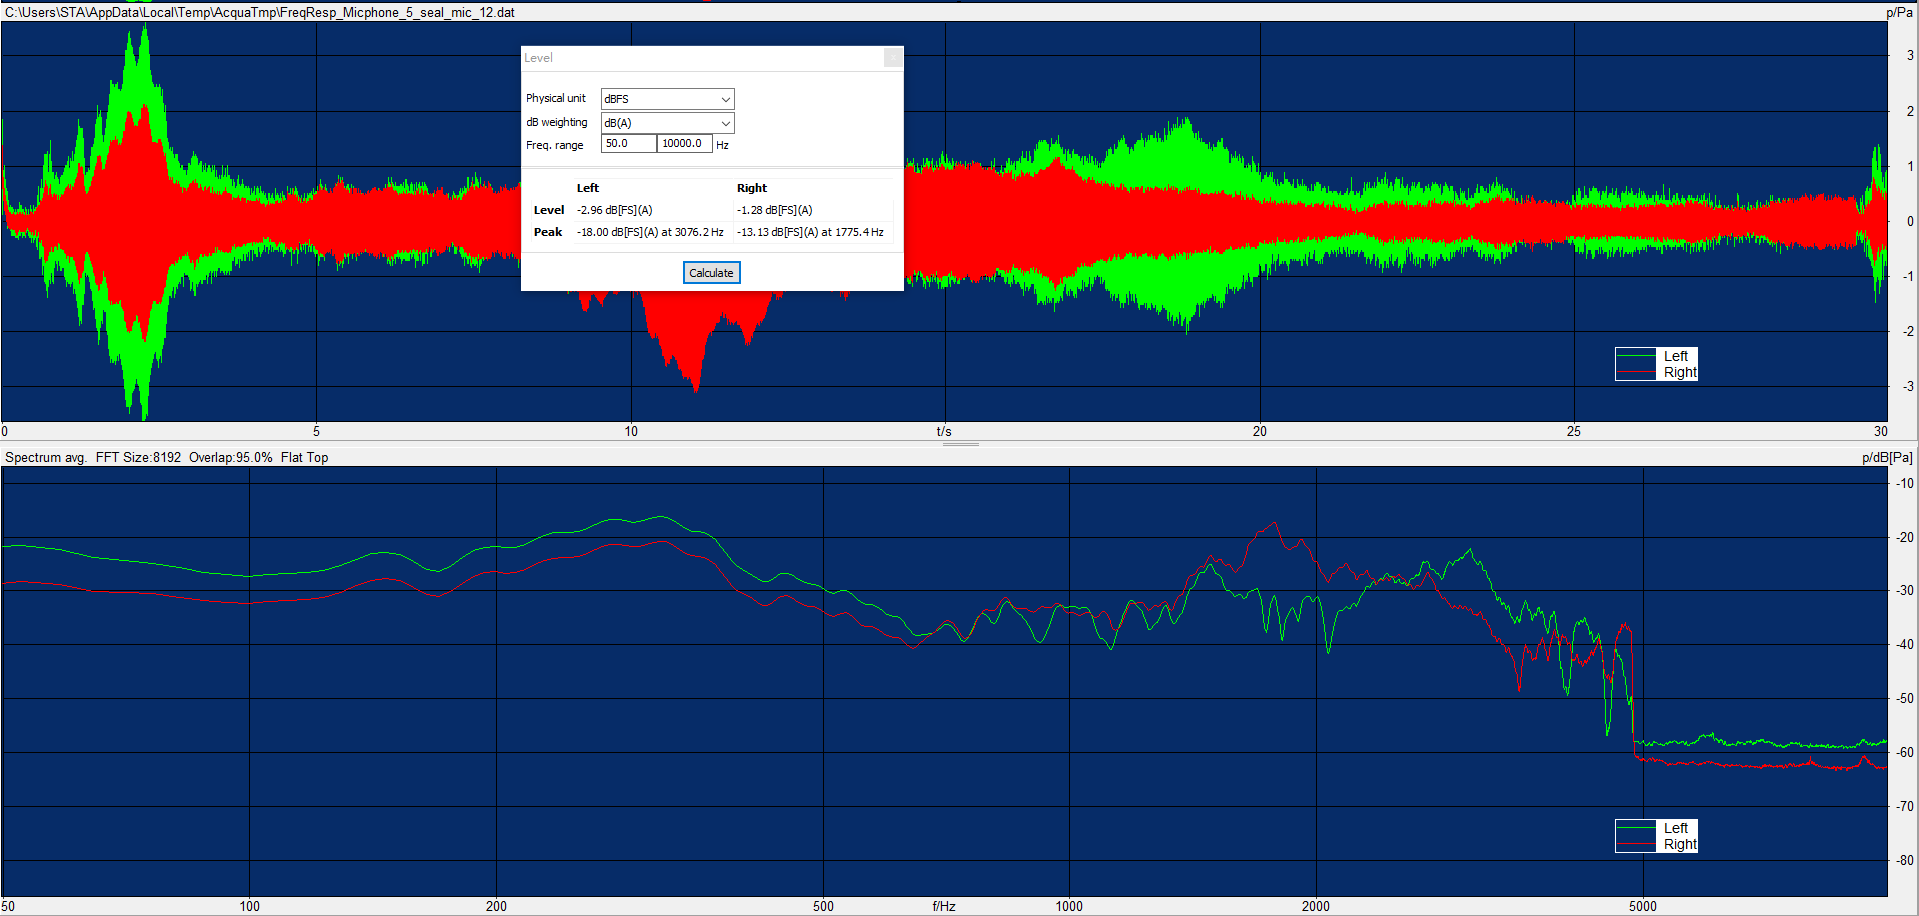 C:\Users\STA\AppData\Local\Temp\AcquaTmp\FreqResp_Micphone_5_seal_mic_12.dat
p/Pa
Level
Physical unit dBFS
dB weighting dB(A)
Freq. range 50.0 10000.0 Hz
Left Right
Level -2.96 dB[FS](A) -1.28 dB[FS](A)
Peak -18.00 dB[FS](A) at 3076.2 Hz -13.13 dB[FS](A) at 1775.4 Hz
Calculate
3
2
1
0
-1
-2
-3
Left
Right
0 5 10 t/s 20 25 30
Spectrum avg. FFT Size:8192 Overlap:95.0% Flat Top
p/dB[Pa]
-10
-20
-30
-40
-50
-60
-70
-80
Left
Right
50 100 200 500 f/Hz 1000 2000 5000